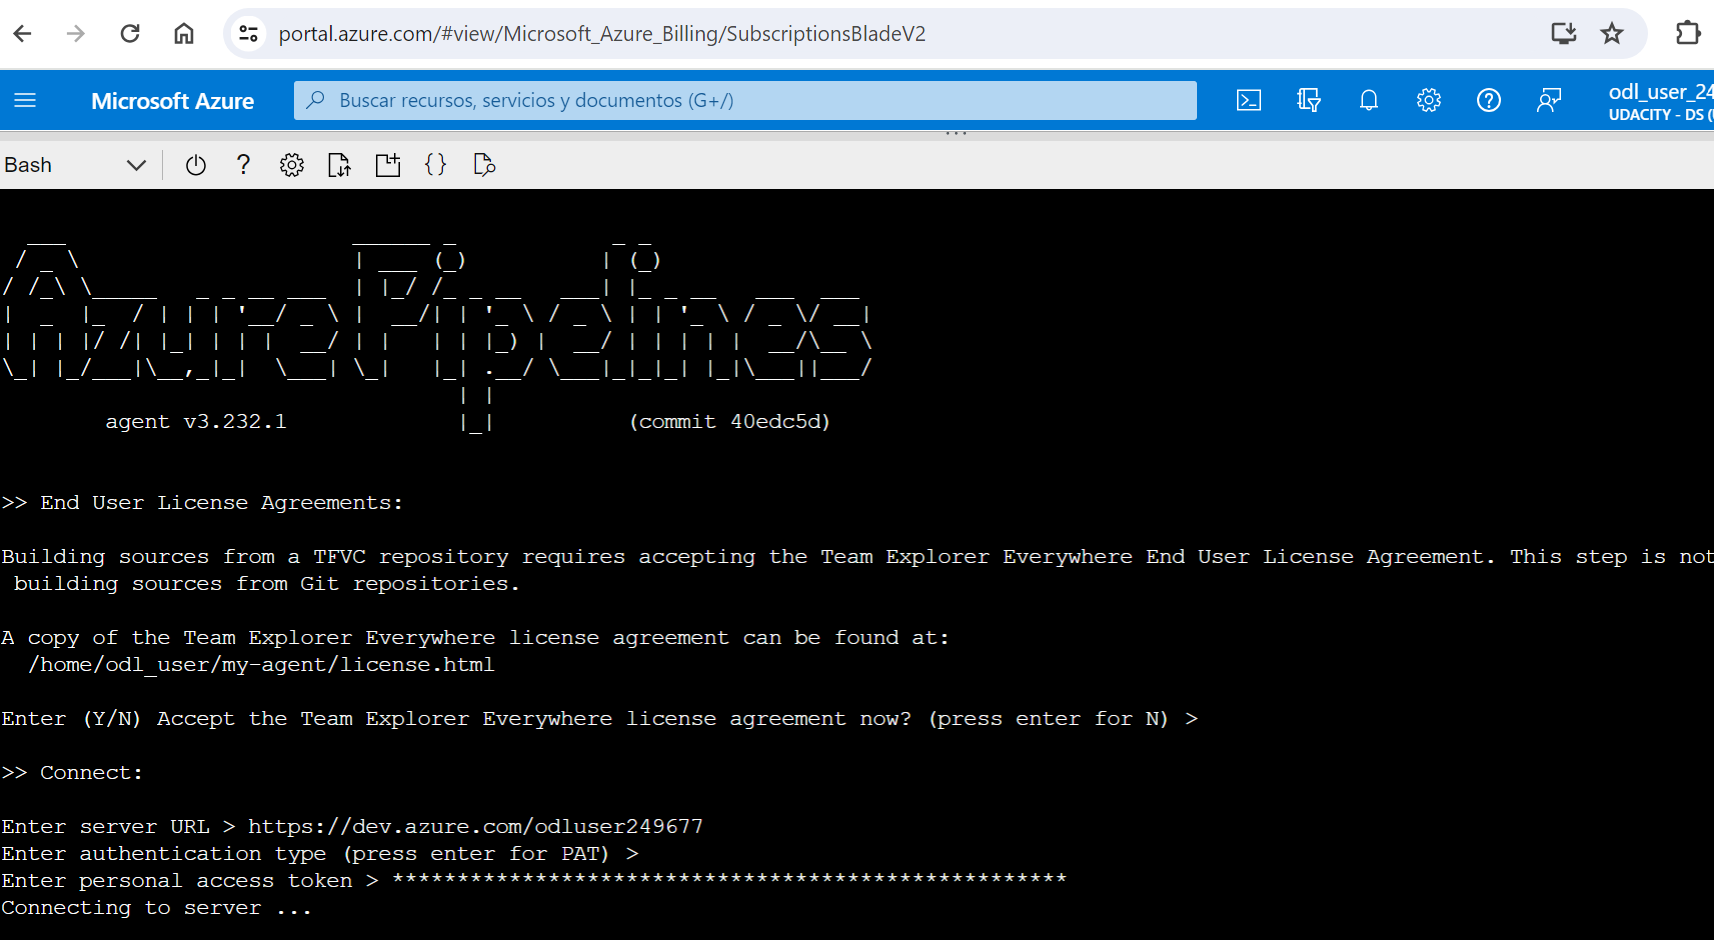 portal.azure.com/#view/Microsoft_Azure_Billing/SubscriptionsBladeV2
Microsoft Azure
Buscar recursos, servicios y documentos (G+/)
odl_user_24
UDACITY - DS (
Bash
AzurePipelines
agent v3.232.1 (commit 40edc5d)
>> End User License Agreements:
Building sources from a TFVC repository requires accepting the Team Explorer Everywhere End User License Agreement. This step is not
building sources from Git repositories.
A copy of the Team Explorer Everywhere license agreement can be found at:
/home/odl_user/my-agent/license.html
Enter (Y/N) Accept the Team Explorer Everywhere license agreement now? (press enter for N) >
>> Connect:
Enter server URL > https://dev.azure.com/odluser249677
Enter authentication type (press enter for PAT) >
Enter personal access token > ****************************************************
Connecting to server ...